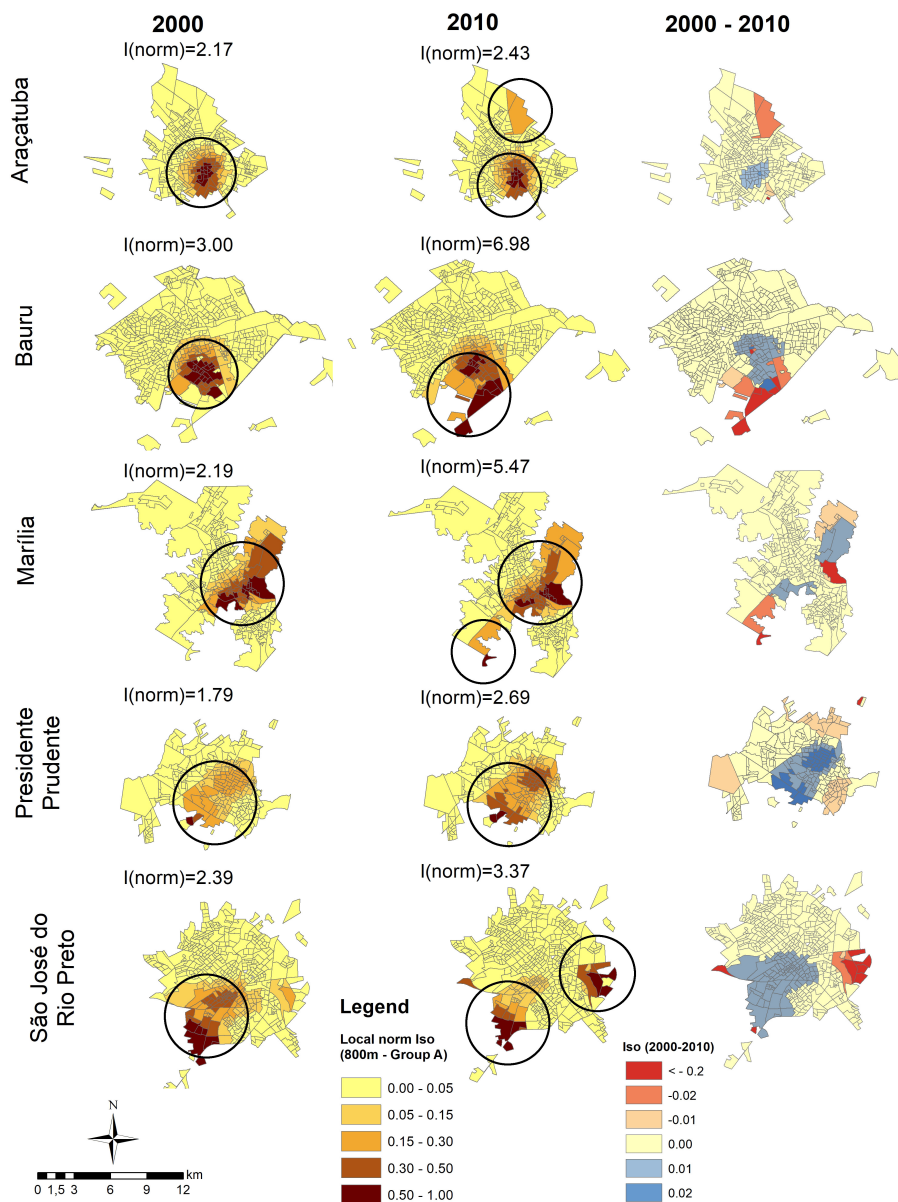 2000
2010
2000 - 2010
I(norm)=2.17
I(norm)=2.43
Araçatuba
I(norm)=3.00
I(norm)=6.98
Bauru
I(norm)=2.19
I(norm)=5.47
Marília
I(norm)=1.79
I(norm)=2.69
Presidente
Prudente
I(norm)=2.39
I(norm)=3.37
São José do
Rio Preto
Legend
Local norm Iso
(800m - Group A)
0.00 - 0.05
0.05 - 0.15
0.15 - 0.30
0.30 - 0.50
0.50 - 1.00
Iso (2000-2010)
< - 0.2
-0.02
-0.01
0.00
0.01
0.02
N
km
0 1,5 3 6 9 12